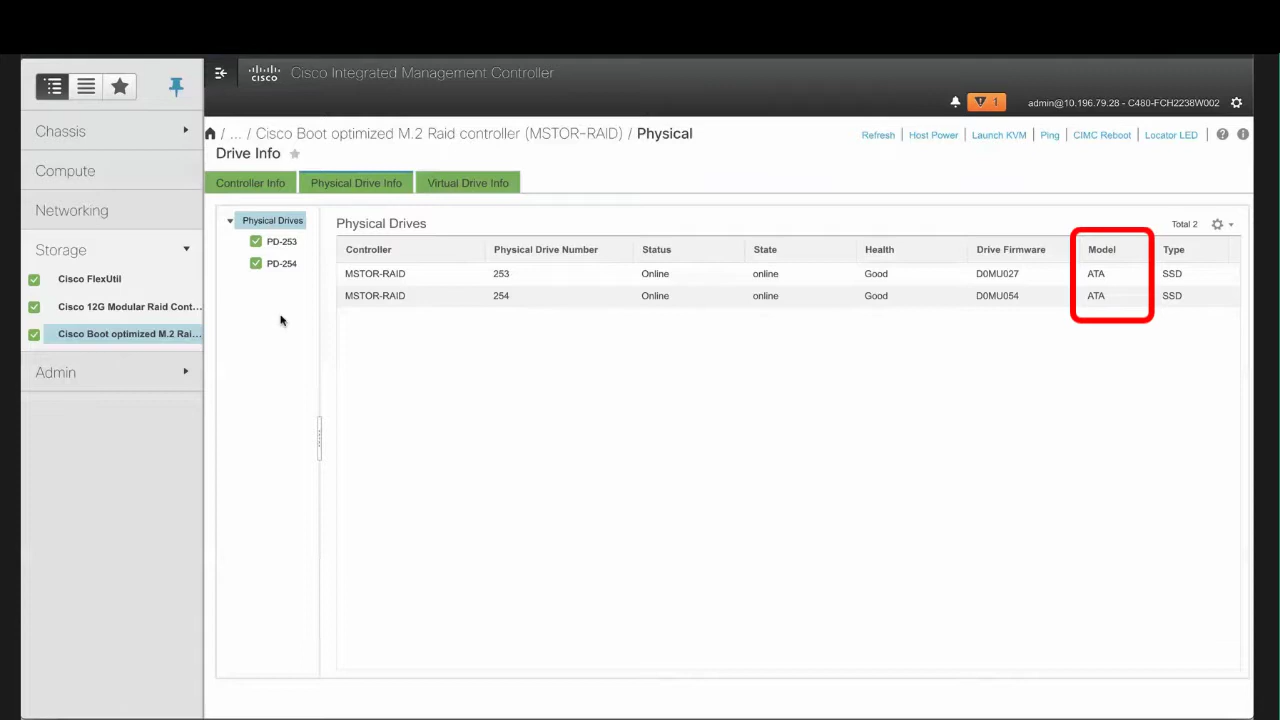 cisco Cisco Integrated Management Controller
1 admin@10.196.79.28 - C480-FCH2238W002
/ ... / Cisco Boot optimized M.2 Raid controller (MSTOR-RAID) / Physical
Drive Info
Refresh | Host Power | Launch KVM | Ping | CIMC Reboot | Locator LED |
Chassis
Compute
Networking
Storage
Cisco FlexUtil
Cisco 12G Modular Raid Cont...
Cisco Boot optimized M.2 Rai...
Admin
Controller Info Physical Drive Info Virtual Drive Info
Physical Drives
PD-253
PD-254
Physical Drives Total 2
Controller Physical Drive Number Status State Health Drive Firmware Model Type
MSTOR-RAID 253 Online online Good D0MU027 ATA SSD
MSTOR-RAID 254 Online online Good D0MU054 ATA SSD